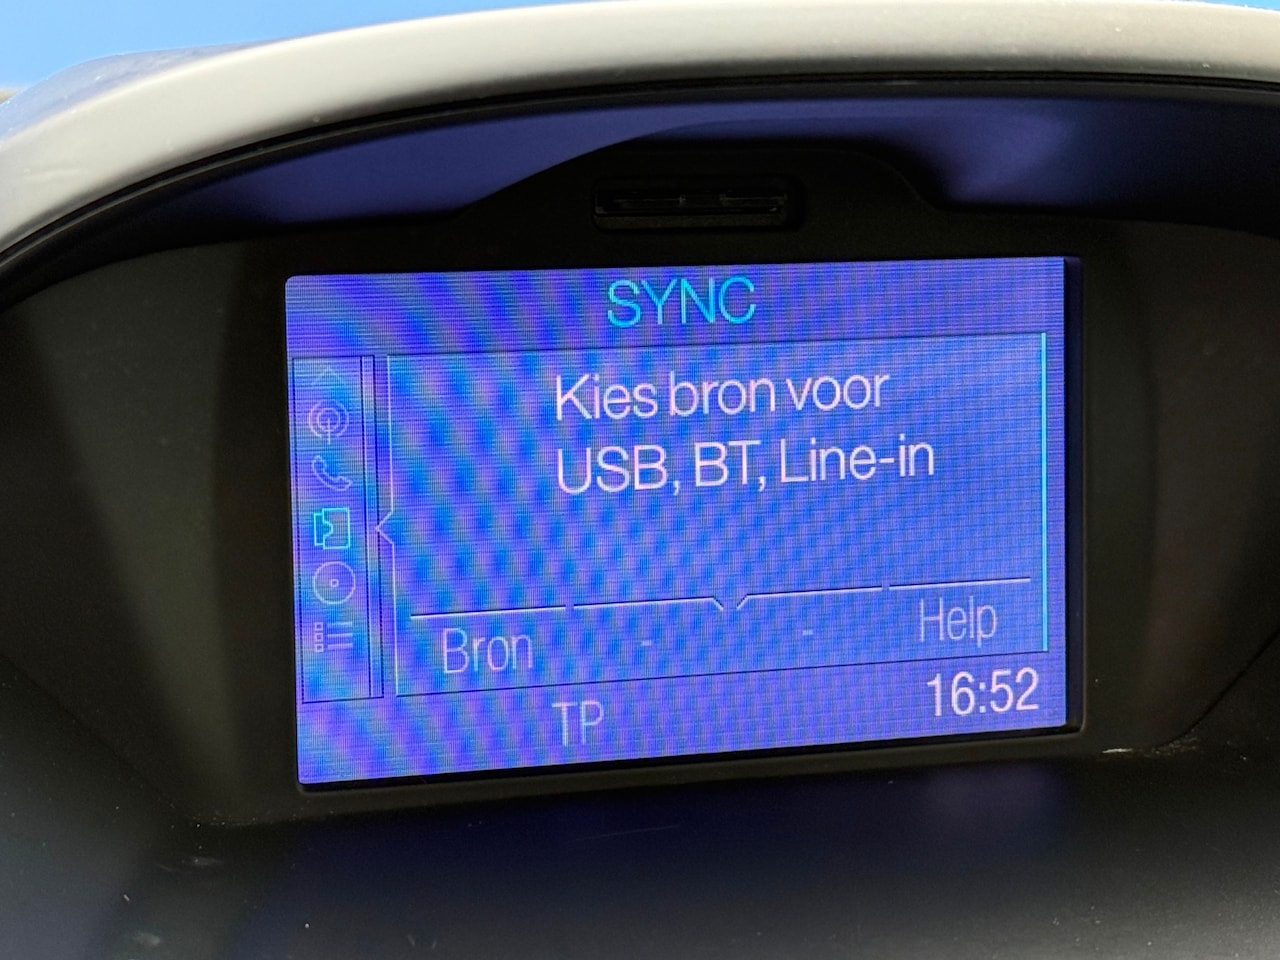 SYNC
Kies bron voor
USB, BT, Line-in
Bron - - Help
TP 16:52